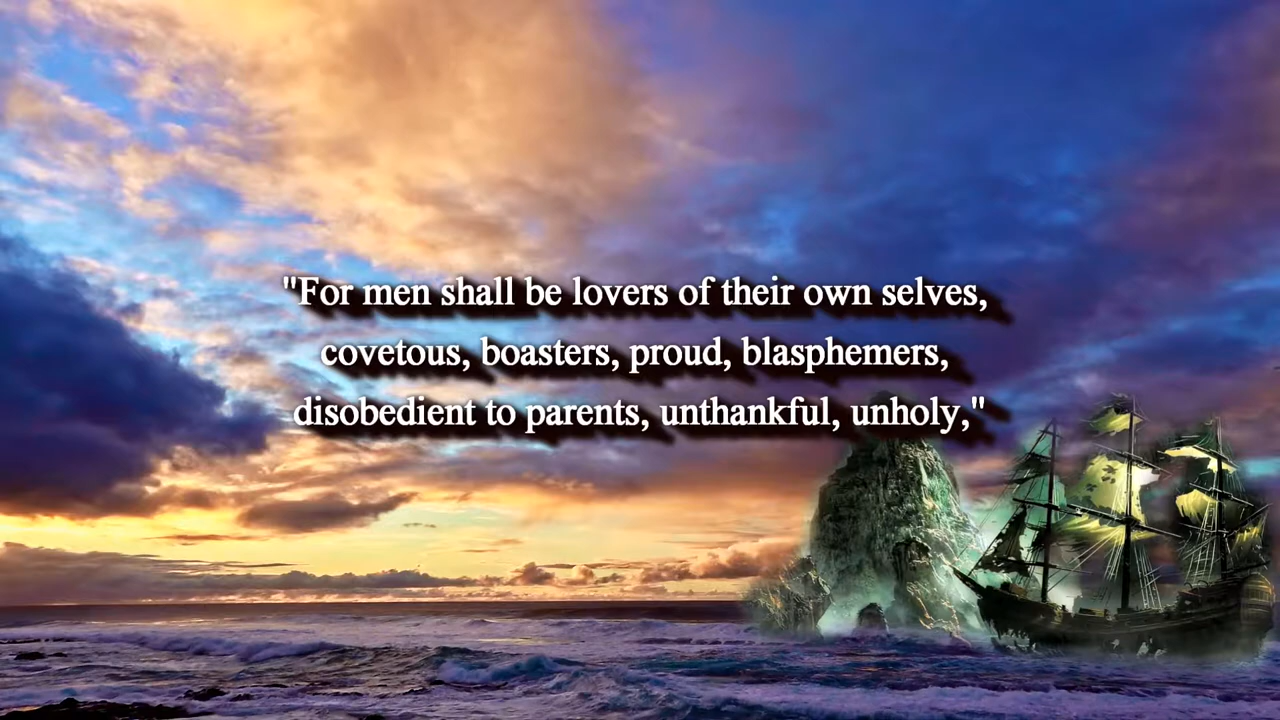 "For men shall be lovers of their own selves,
covetous, boasters, proud, blasphemers,
disobedient to parents, unthankful, unholy,"